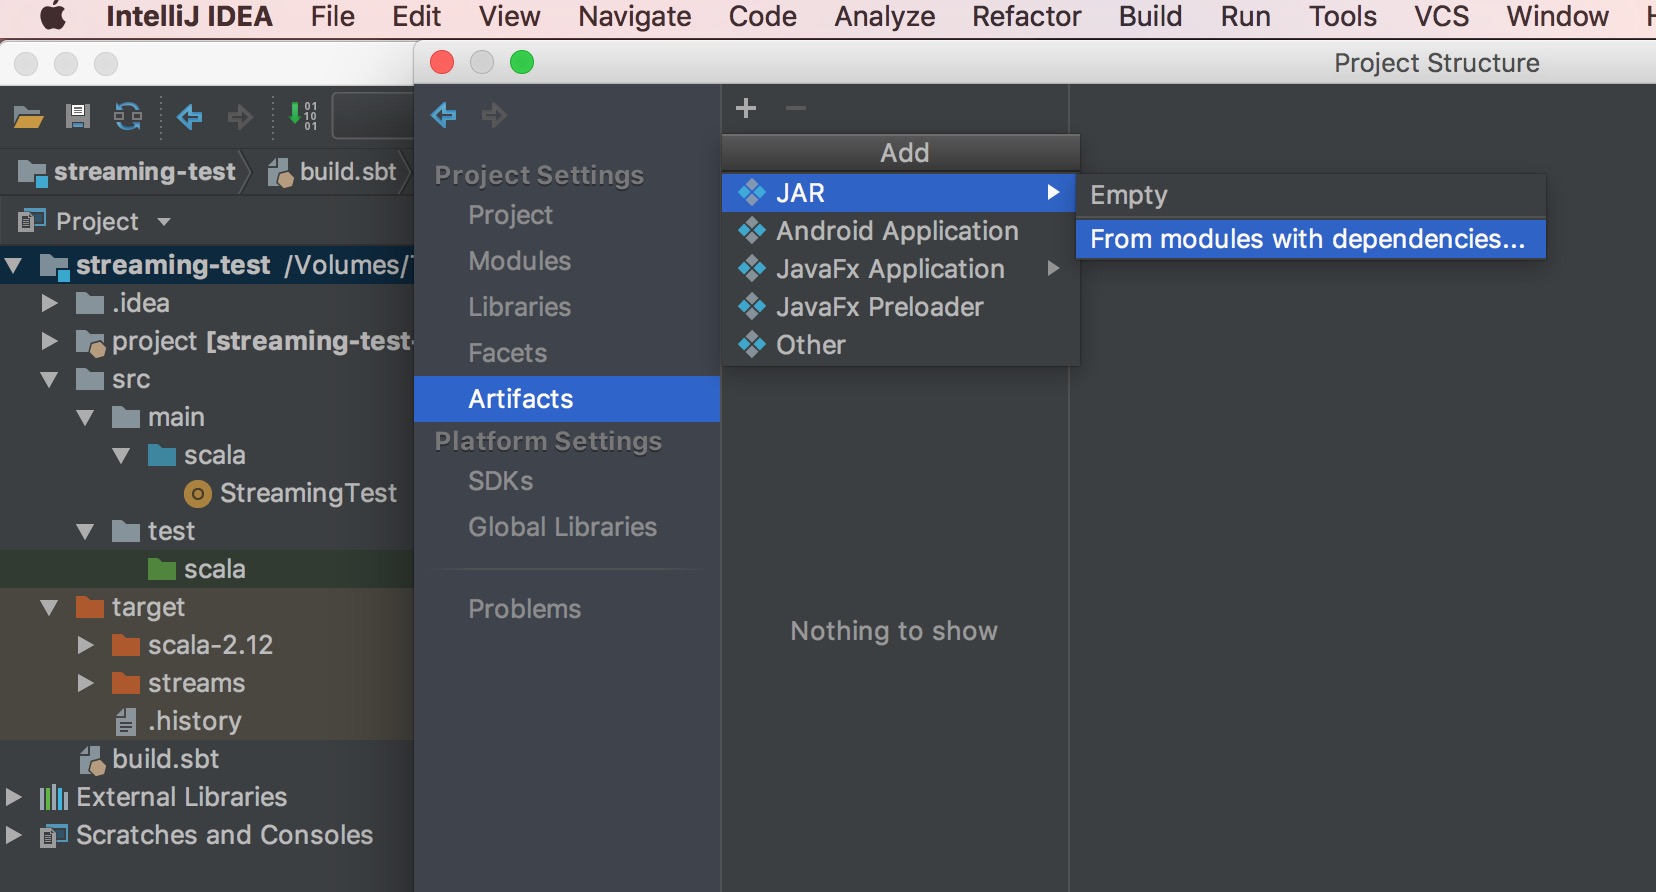 IntelliJ IDEA File Edit View Navigate Code Analyze Refactor Build Run Tools VCS Window
Project Structure
streaming-test build.sbt
Project
streaming-test /Volumes/
.idea
project [streaming-test-
src
main
scala
StreamingTest
test
scala
target
scala-2.12
streams
.history
build.sbt
External Libraries
Scratches and Consoles
Project Settings
Project
Modules
Libraries
Facets
Artifacts
Platform Settings
SDKs
Global Libraries
Problems
Add
JAR
Android Application
JavaFx Application
JavaFx Preloader
Other
Empty
From modules with dependencies...
Nothing to show